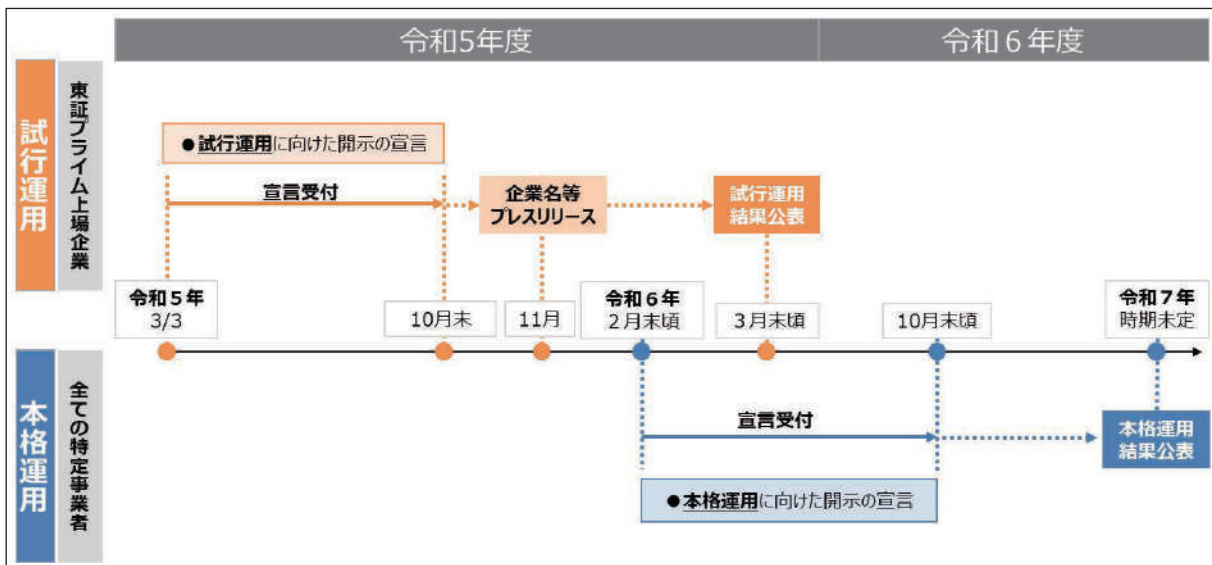 令和5年度
令和６年度
試行運用
東証プライム上場企業
●試行運用に向けた開示の宣言
宣言受付
企業名等
プレスリリース
試行運用
結果公表
令和５年
3/3
10月末
11月
令和６年
２月末頃
３月末頃
10月末頃
令和７年
時期未定
本格運用
全ての特定事業者
宣言受付
本格運用
結果公表
●本格運用に向けた開示の宣言